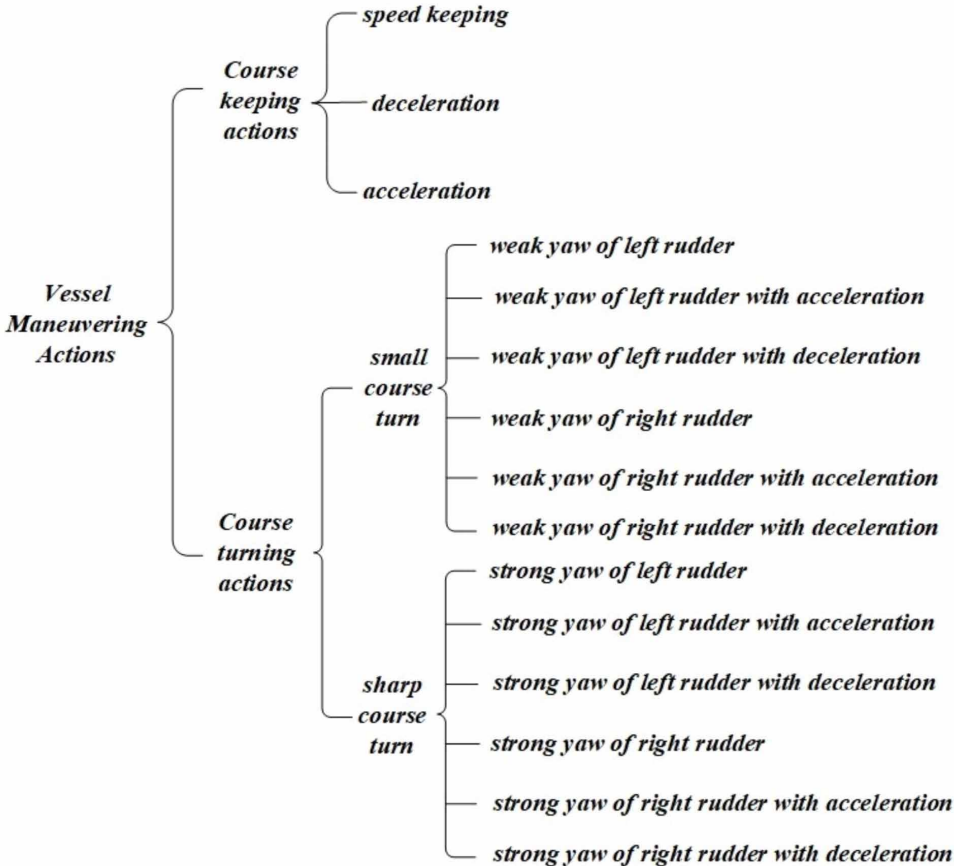 Vessel
Maneuvering
Actions
Course
keeping
actions
speed keeping
deceleration
acceleration
Course
turning
actions
small
course
turn
weak yaw of left rudder
weak yaw of left rudder with acceleration
weak yaw of left rudder with deceleration
weak yaw of right rudder
weak yaw of right rudder with acceleration
weak yaw of right rudder with deceleration
sharp
course
turn
strong yaw of left rudder
strong yaw of left rudder with acceleration
strong yaw of left rudder with deceleration
strong yaw of right rudder
strong yaw of right rudder with acceleration
strong yaw of right rudder with deceleration